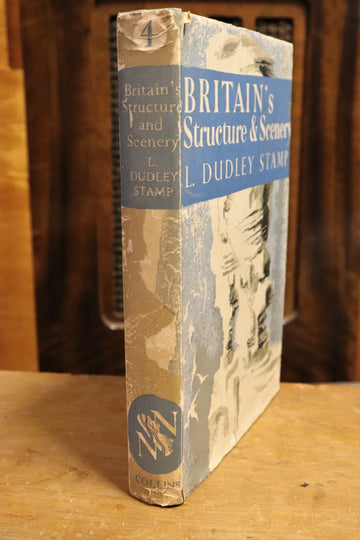 4
Britain's
Structure
and
Scenery
L.
DUDLEY
STAMP
NN
COLLINS
BRITAIN's
Structure & Scenery
L. DUDLEY STAMP